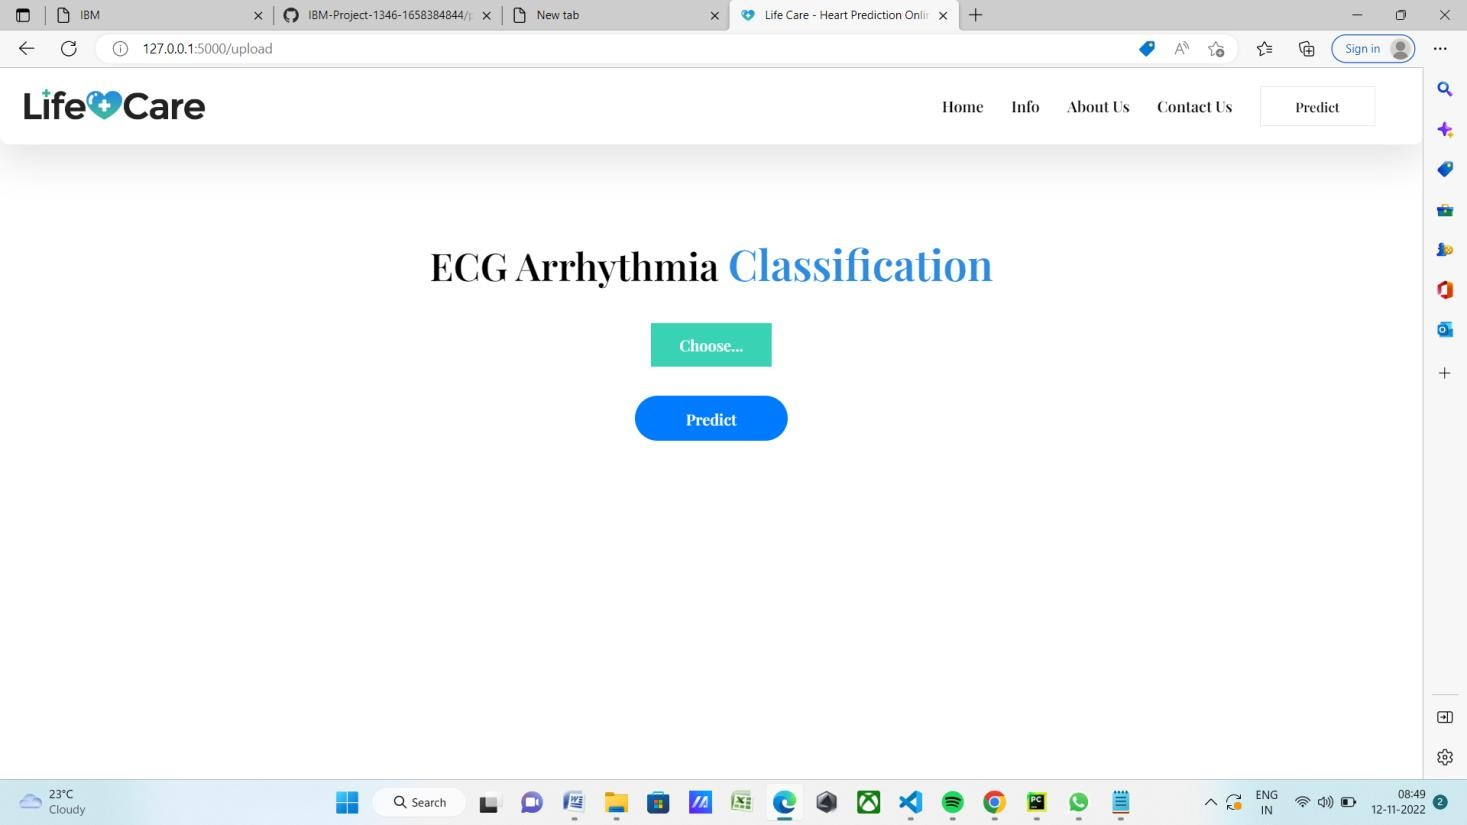 IBM
IBM-Project-1346-1658384844/p
New tab
Life Care - Heart Prediction Onlin
127.0.0.1:5000/upload
Sign in
Life Care
Home
Info
About Us
Contact Us
Predict
ECG Arrhythmia Classification
Choose...
Predict
23°C
Cloudy
Search
ENG
IN
08:49
12-11-2022
2